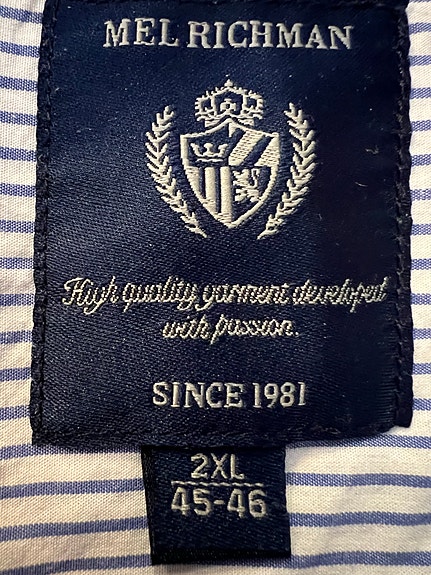 MEL RICHMAN
High quality garment developed
with passion.
SINCE 1981
2XL
45-46